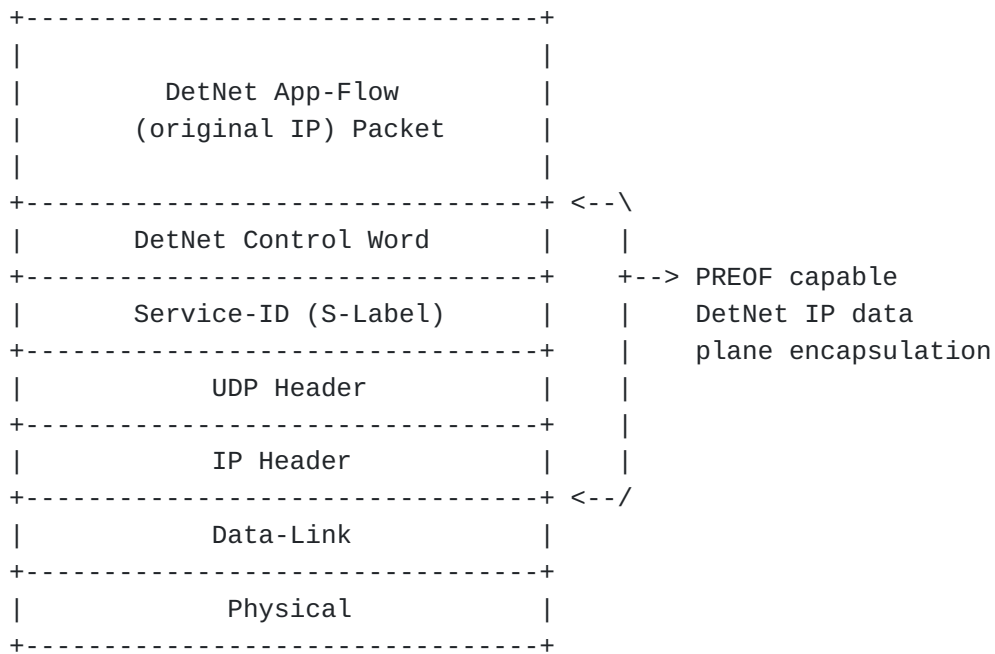 DetNet App-Flow
(original IP) Packet
DetNet Control Word
Service-ID (S-Label)
UDP Header
IP Header
Data-Link
Physical
PREOF capable
DetNet IP data
plane encapsulation